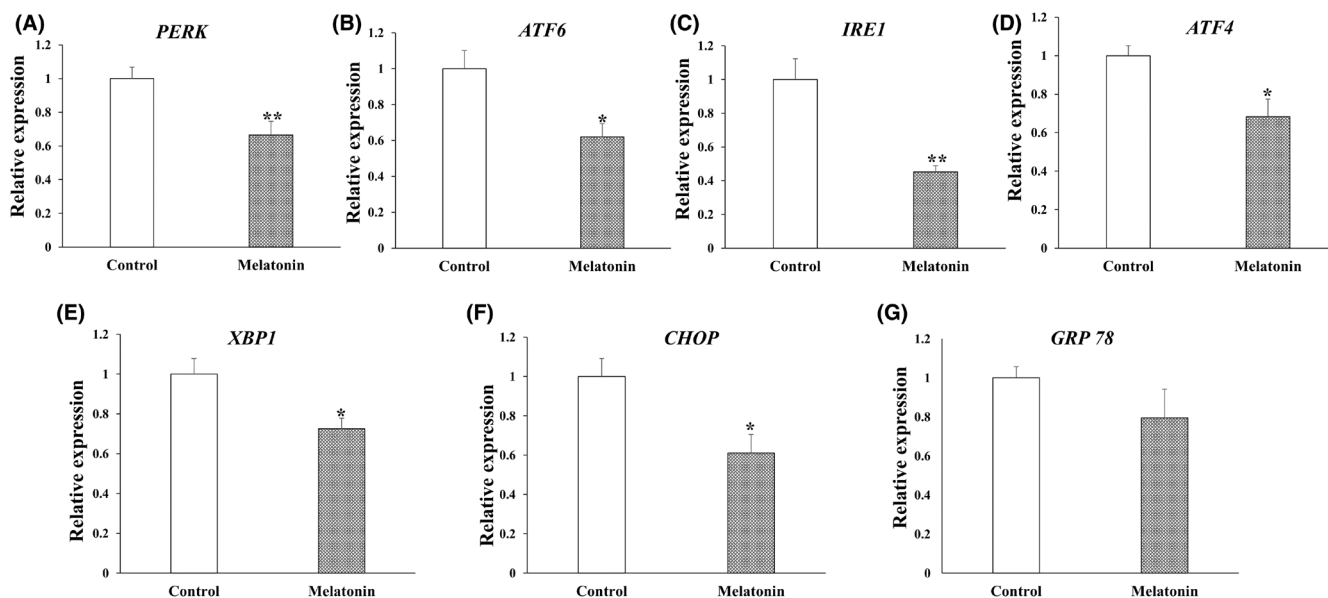 (A)
PERK
Relative expression
1.2
1
0.8
0.6
0.4
0.2
0
**
Control
Melatonin
(B)
ATF6
Relative expression
1.2
1
0.8
0.6
0.4
0.2
0
*
Control
Melatonin
(C)
IRE1
Relative expression
1.2
1
0.8
0.6
0.4
0.2
0
**
Control
Melatonin
(D)
ATF4
Relative expression
1.2
1
0.8
0.6
0.4
0.2
0
*
Control
Melatonin
(E)
XBP1
Relative expression
1.2
1
0.8
0.6
0.4
0.2
0
*
Control
Melatonin
(F)
CHOP
Relative expression
1.2
1
0.8
0.6
0.4
0.2
0
*
Control
Melatonin
(G)
GRP 78
Relative expression
1.2
1
0.8
0.6
0.4
0.2
0
Control
Melatonin